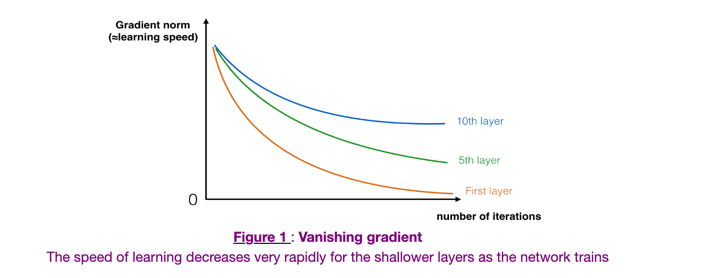 Gradient norm
(≈learning speed)
10th layer
5th layer
First layer
0
number of iterations
Figure 1 : Vanishing gradient
The speed of learning decreases very rapidly for the shallower layers as the network trains